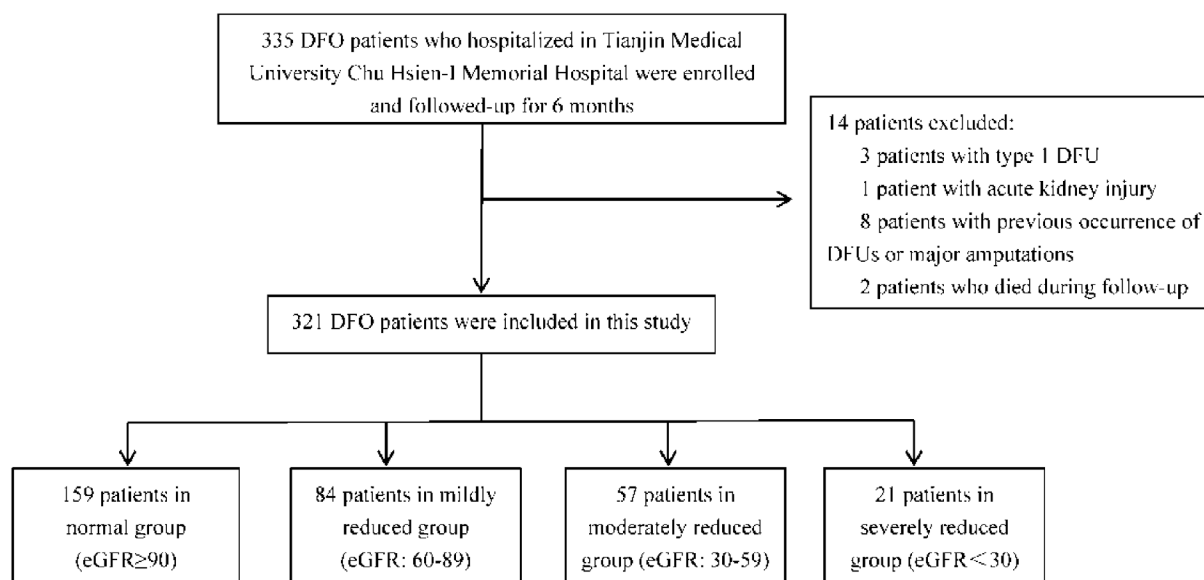 335 DFO patients who hospitalized in Tianjin Medical
University Chu Hsien-I Memorial Hospital were enrolled
and followed-up for 6 months
14 patients excluded:
3 patients with type 1 DFU
1 patient with acute kidney injury
8 patients with previous occurrence of
DFUs or major amputations
2 patients who died during follow-up
321 DFO patients were included in this study
159 patients in
normal group
(eGFR≥90)
84 patients in mildly
reduced group
(eGFR: 60-89)
57 patients in
moderately reduced
group (eGFR: 30-59)
21 patients in
severely reduced
group (eGFR<30)